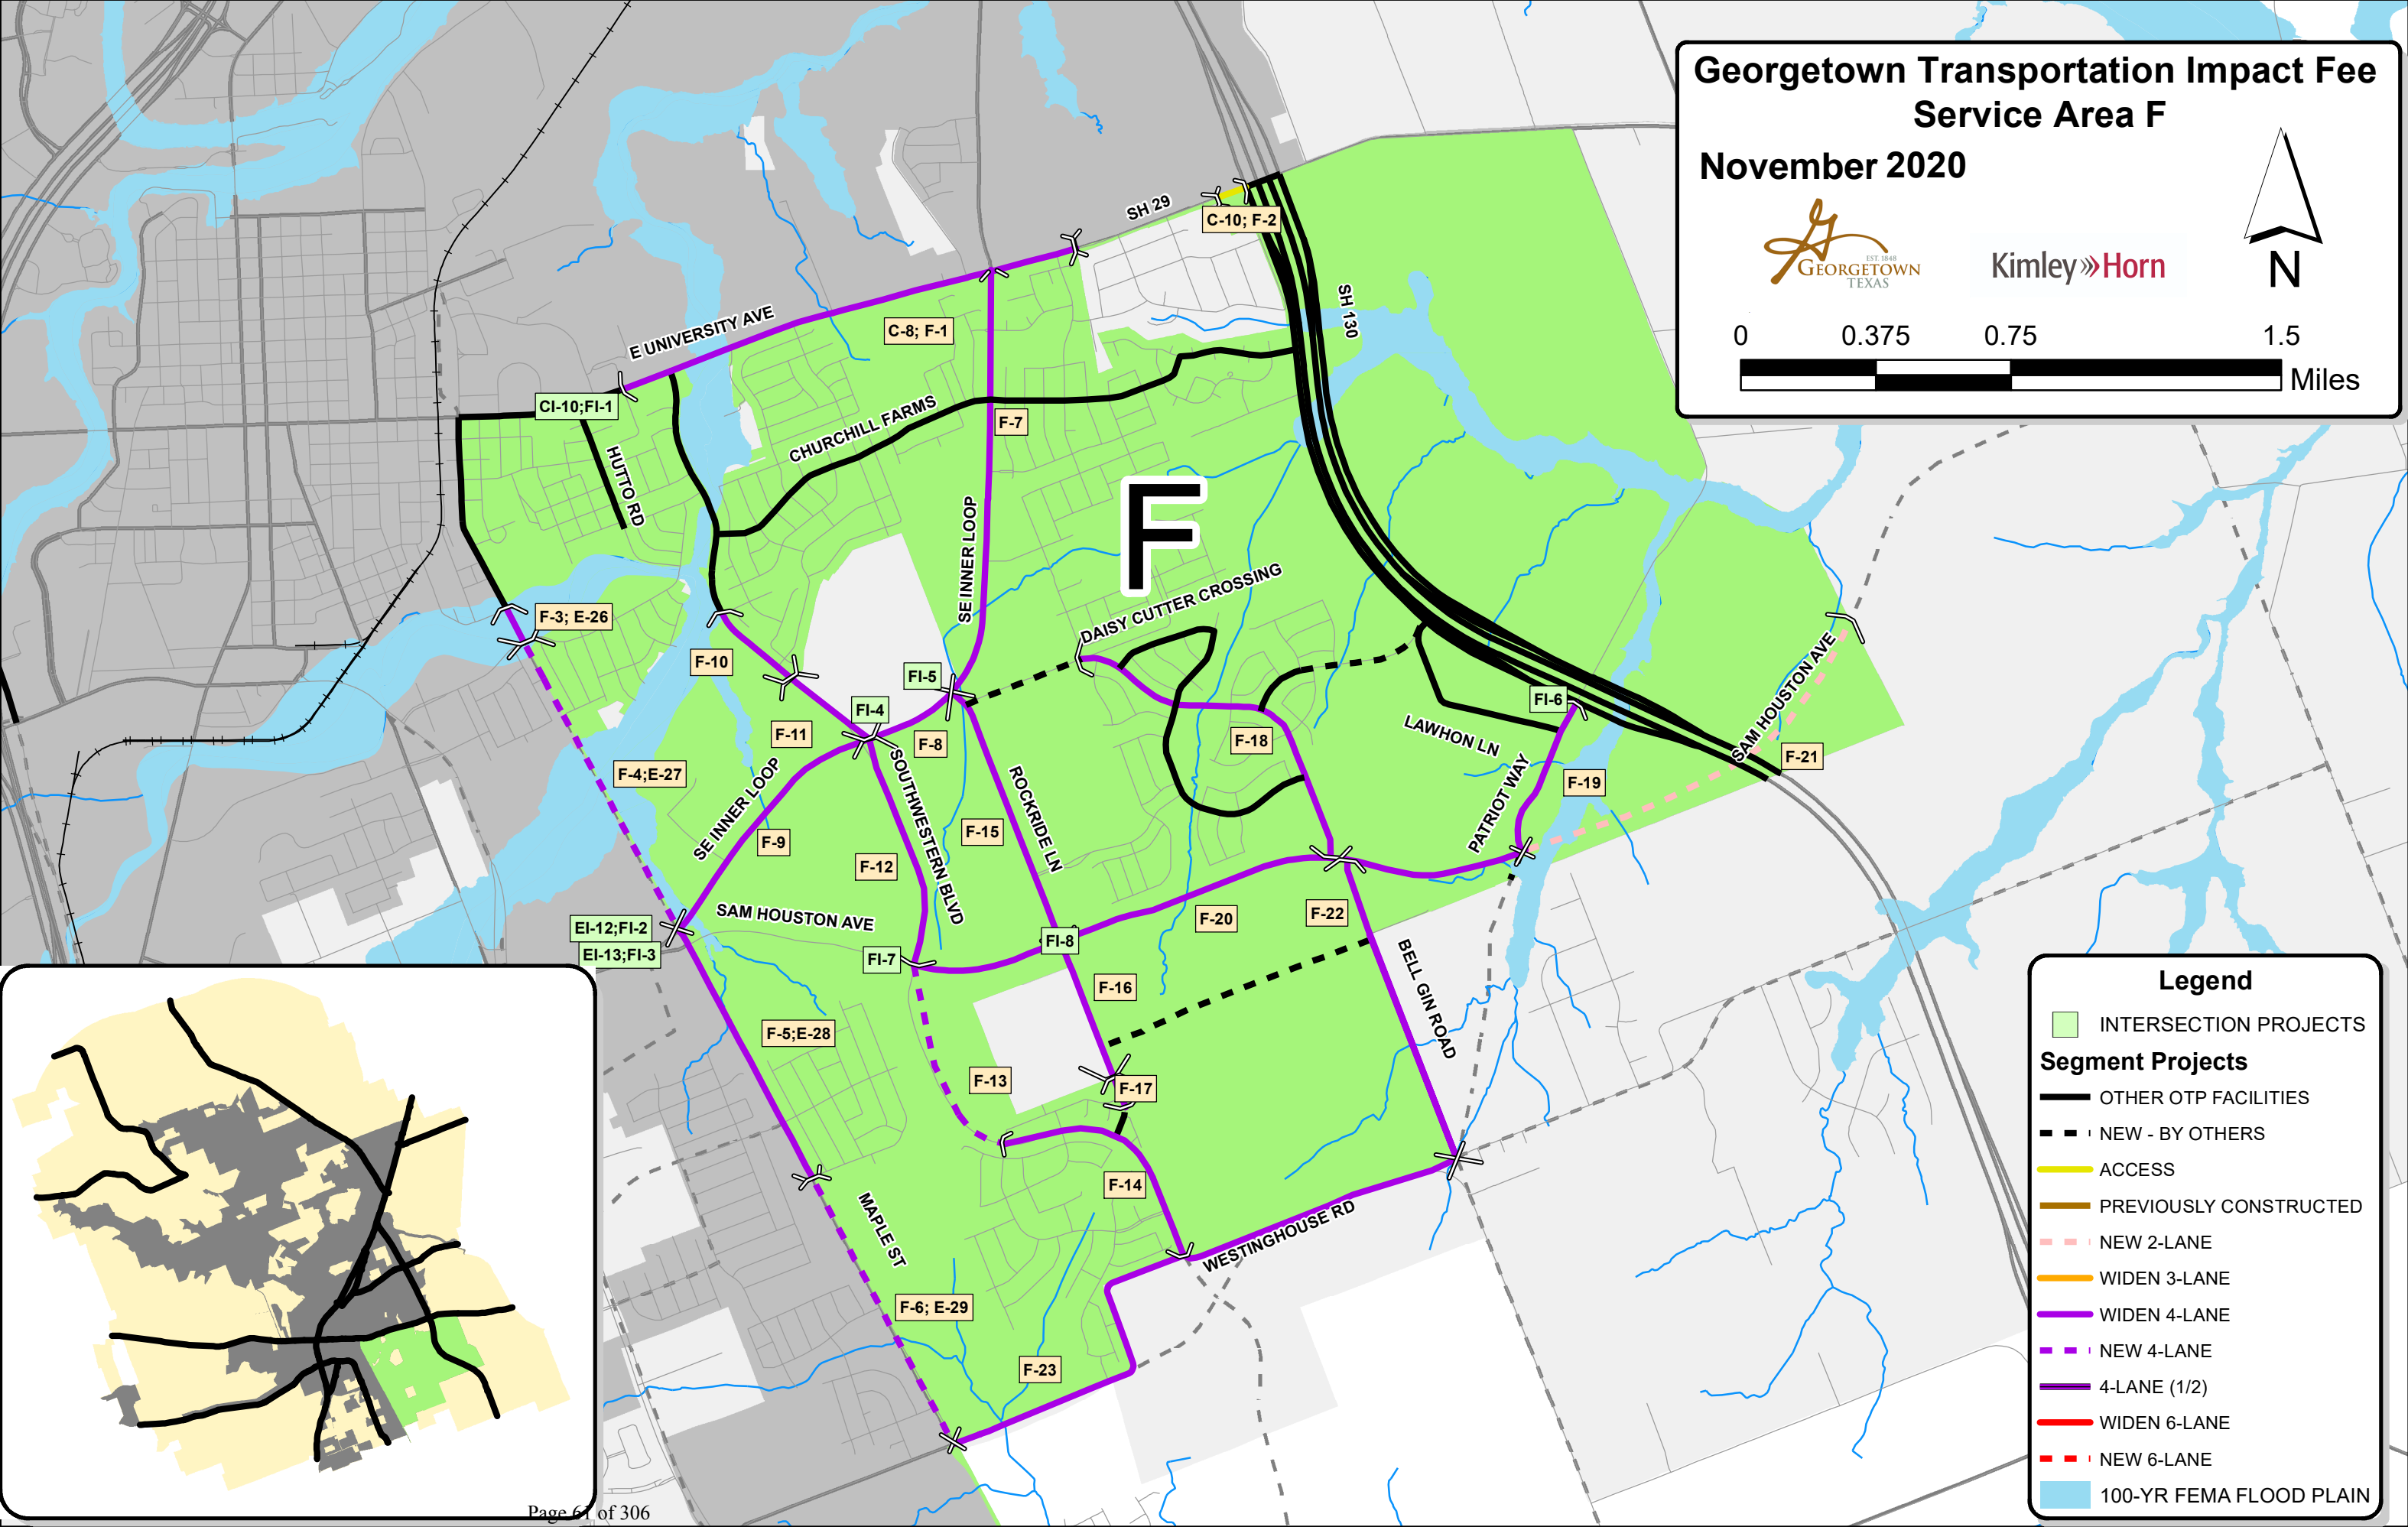 Georgetown Transportation Impact Fee
Service Area F
November 2020
EST. 1848
GEORGETOWN
TEXAS
Kimley»Horn
N
0 0.375 0.75 1.5
Miles
SH 29
C-10; F-2
SH 130
E UNIVERSITY AVE
C-8; F-1
CI-10;FI-1
HUTTO RD
CHURCHILL FARMS
F-7
F
SE INNER LOOP
DAISY CUTTER CROSSING
F-3; E-26
F-10
FI-5
FI-4
F-11
F-8
F-18
FI-6
LAWHON LN
SAM HOUSTON AVE
F-21
F-4;E-27
F-19
SE INNER LOOP
SOUTHWESTERN BLVD
ROCKRIDE LN
PATRIOT WAY
F-9
F-15
F-12
SAM HOUSTON AVE
F-20
F-22
EI-12;FI-2
EI-13;FI-3
FI-7
FI-8
F-16
BELL GIN ROAD
F-5;E-28
F-13
F-17
F-14
MAPLE ST
WESTINGHOUSE RD
F-6; E-29
F-23
Legend
INTERSECTION PROJECTS
Segment Projects
OTHER OTP FACILITIES
NEW - BY OTHERS
ACCESS
PREVIOUSLY CONSTRUCTED
NEW 2-LANE
WIDEN 3-LANE
WIDEN 4-LANE
NEW 4-LANE
4-LANE (1/2)
WIDEN 6-LANE
NEW 6-LANE
100-YR FEMA FLOOD PLAIN
Page 61 of 306